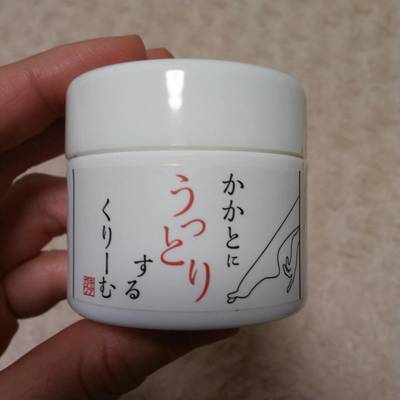 かかとに
うっとり
する
くりーむ